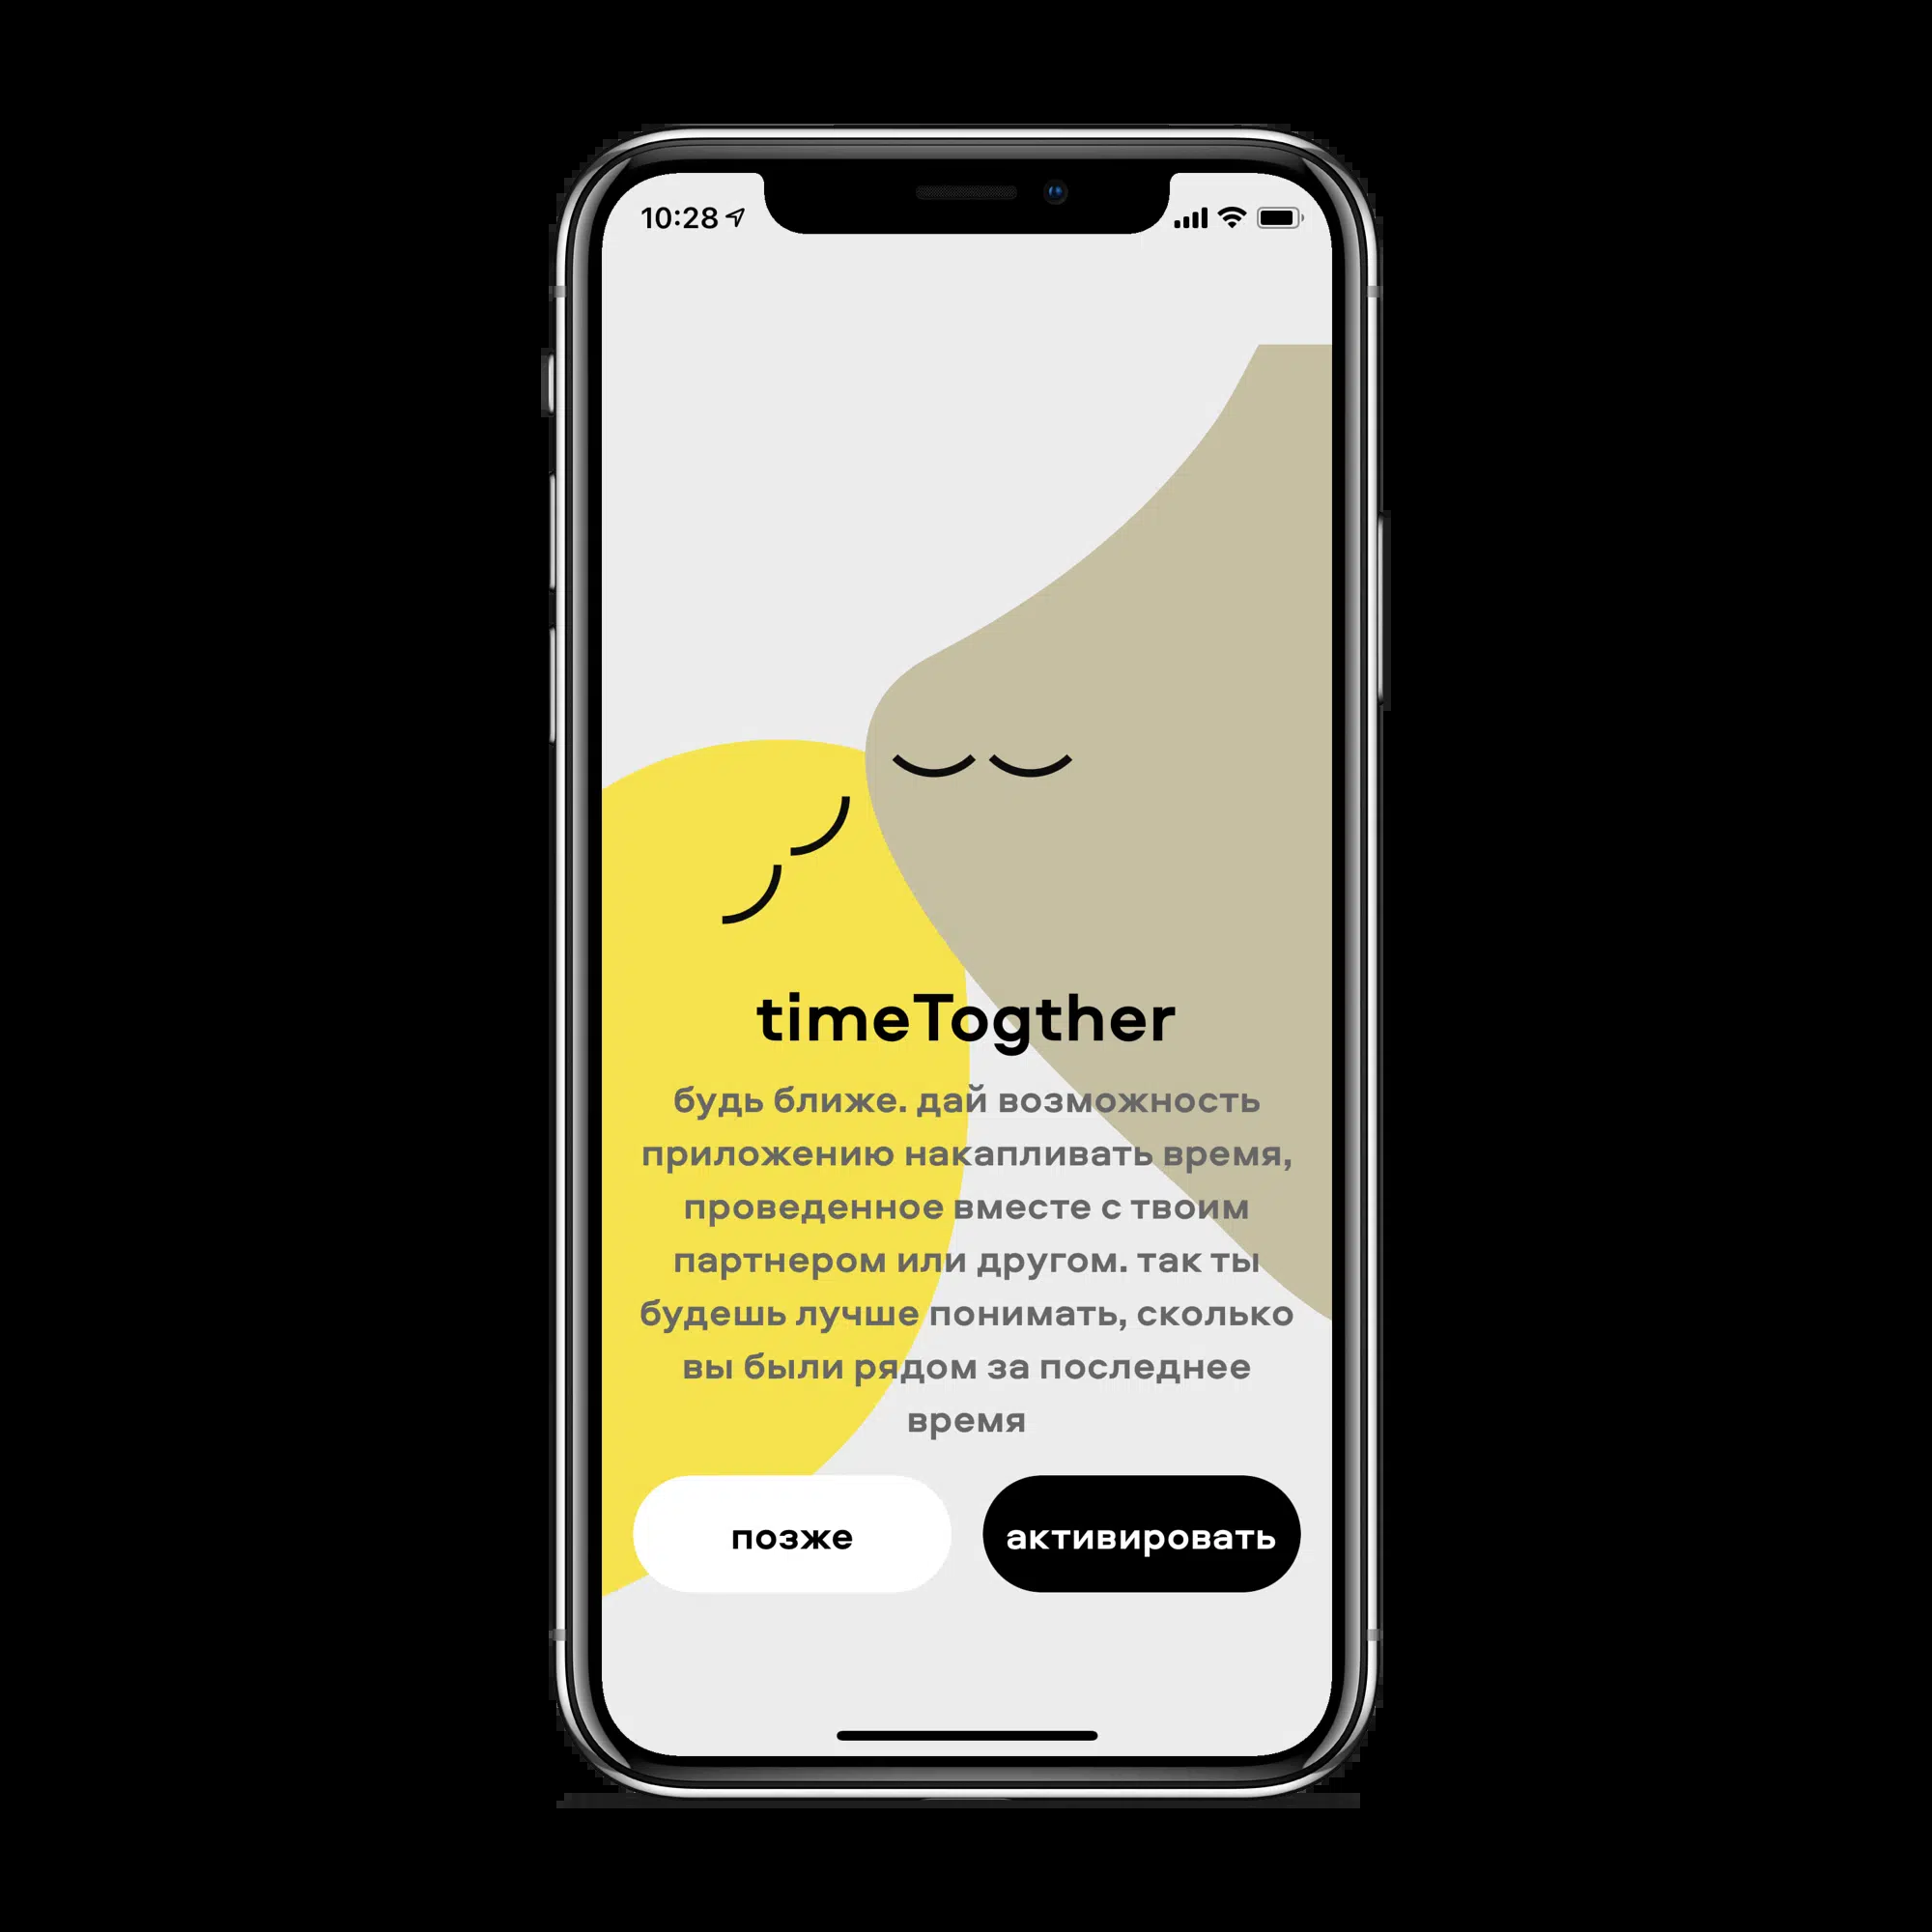 10:28
timeTogther
будь ближе. дай возможность
приложению накапливать время,
проведенное вместе с твоим
партнером или другом. так ты
будешь лучше понимать, сколько
вы были рядом за последнее
время
позже
активировать